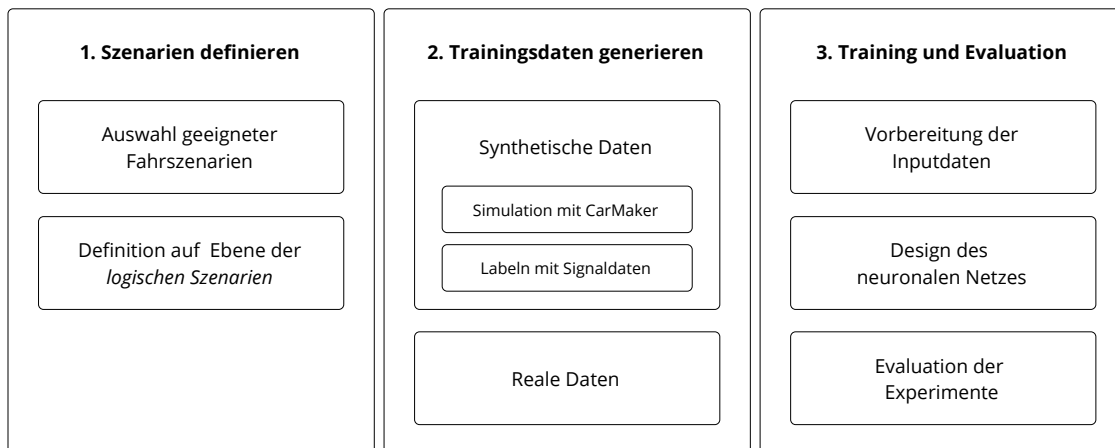 1. Szenarien definieren
Auswahl geeigneter
Fahrszenarien
Definition auf Ebene der
logischen Szenarien
2. Trainingsdaten generieren
Synthetische Daten
Simulation mit CarMaker
Labeln mit Signaldaten
Reale Daten
3. Training und Evaluation
Vorbereitung der
Inputdaten
Design des
neuronalen Netzes
Evaluation der
Experimente